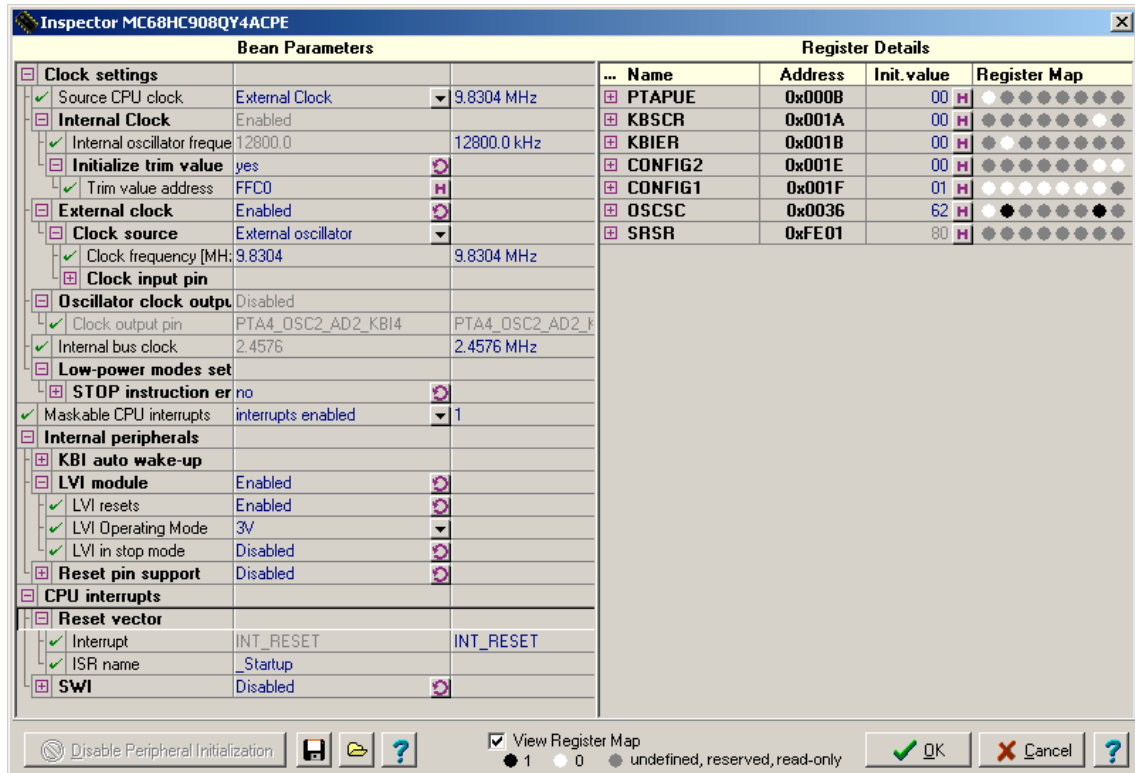 Inspector MC68HC908QY4ACPE
Bean Parameters
Clock settings
Source CPU clock External Clock 9.8304 MHz
Internal Clock Enabled
Internal oscillator freque 12800.0 12800.0 kHz
Initialize trim value yes
Trim value address FFC0 H
External clock Enabled
Clock source External oscillator
Clock frequency [MH: 9.8304 9.8304 MHz
Clock input pin
Oscillator clock outpu Disabled
Clock output pin PTA4_OSC2_AD2_KBI4 PTA4_OSC2_AD2_K
Internal bus clock 2.4576 2.4576 MHz
Low-power modes set
STOP instruction er no
Maskable CPU interrupts interrupts enabled 1
Internal peripherals
KBI auto wake-up
LVI module Enabled
LVI resets Enabled
LVI Operating Mode 3V
LVI in stop mode Disabled
Reset pin support Disabled
CPU interrupts
Reset vector
Interrupt INT_RESET INT_RESET
ISR name _Startup
SWI Disabled
Register Details
... Name Address Init.value Register Map
PTAPUE 0x000B 00 H
KBSCR 0x001A 00 H
KBIER 0x001B 00 H
CONFIG2 0x001E 00 H
CONFIG1 0x001F 01 H
OSCSC 0x0036 62 H
SRSR 0xFE01 80 H
Disable Peripheral Initialization
?
View Register Map
1 0 undefined, reserved, read-only
OK
Cancel
?